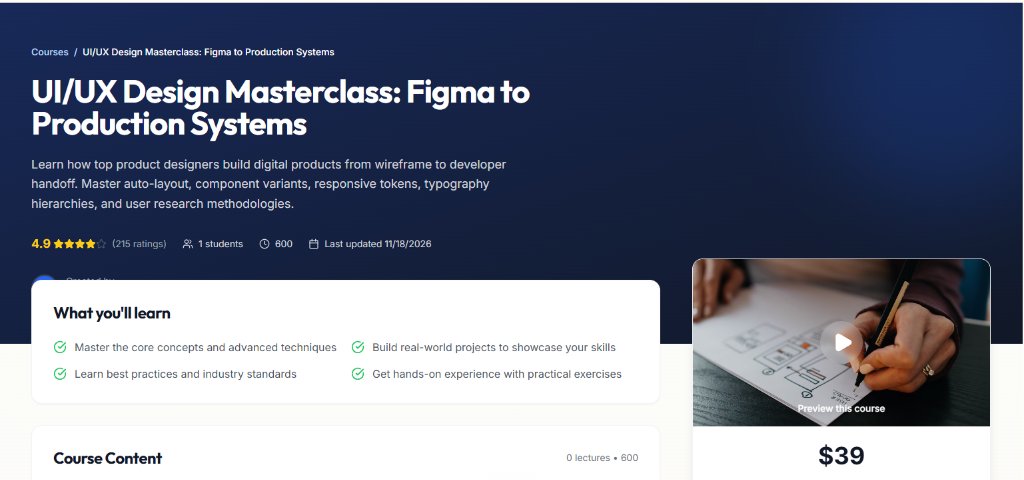 Courses / UI/UX Design Masterclass: Figma to Production Systems
UI/UX Design Masterclass: Figma to
Production Systems
Learn how top product designers build digital products from wireframe to developer
handoff. Master auto-layout, component variants, responsive tokens, typography
hierarchies, and user research methodologies.
4.9 (215 ratings) 1 students 600 Last updated 11/18/2026
Created by
What you'll learn
Master the core concepts and advanced techniques
Build real-world projects to showcase your skills
Learn best practices and industry standards
Get hands-on experience with practical exercises
Preview this course
$39
Course Content
0 lectures • 600